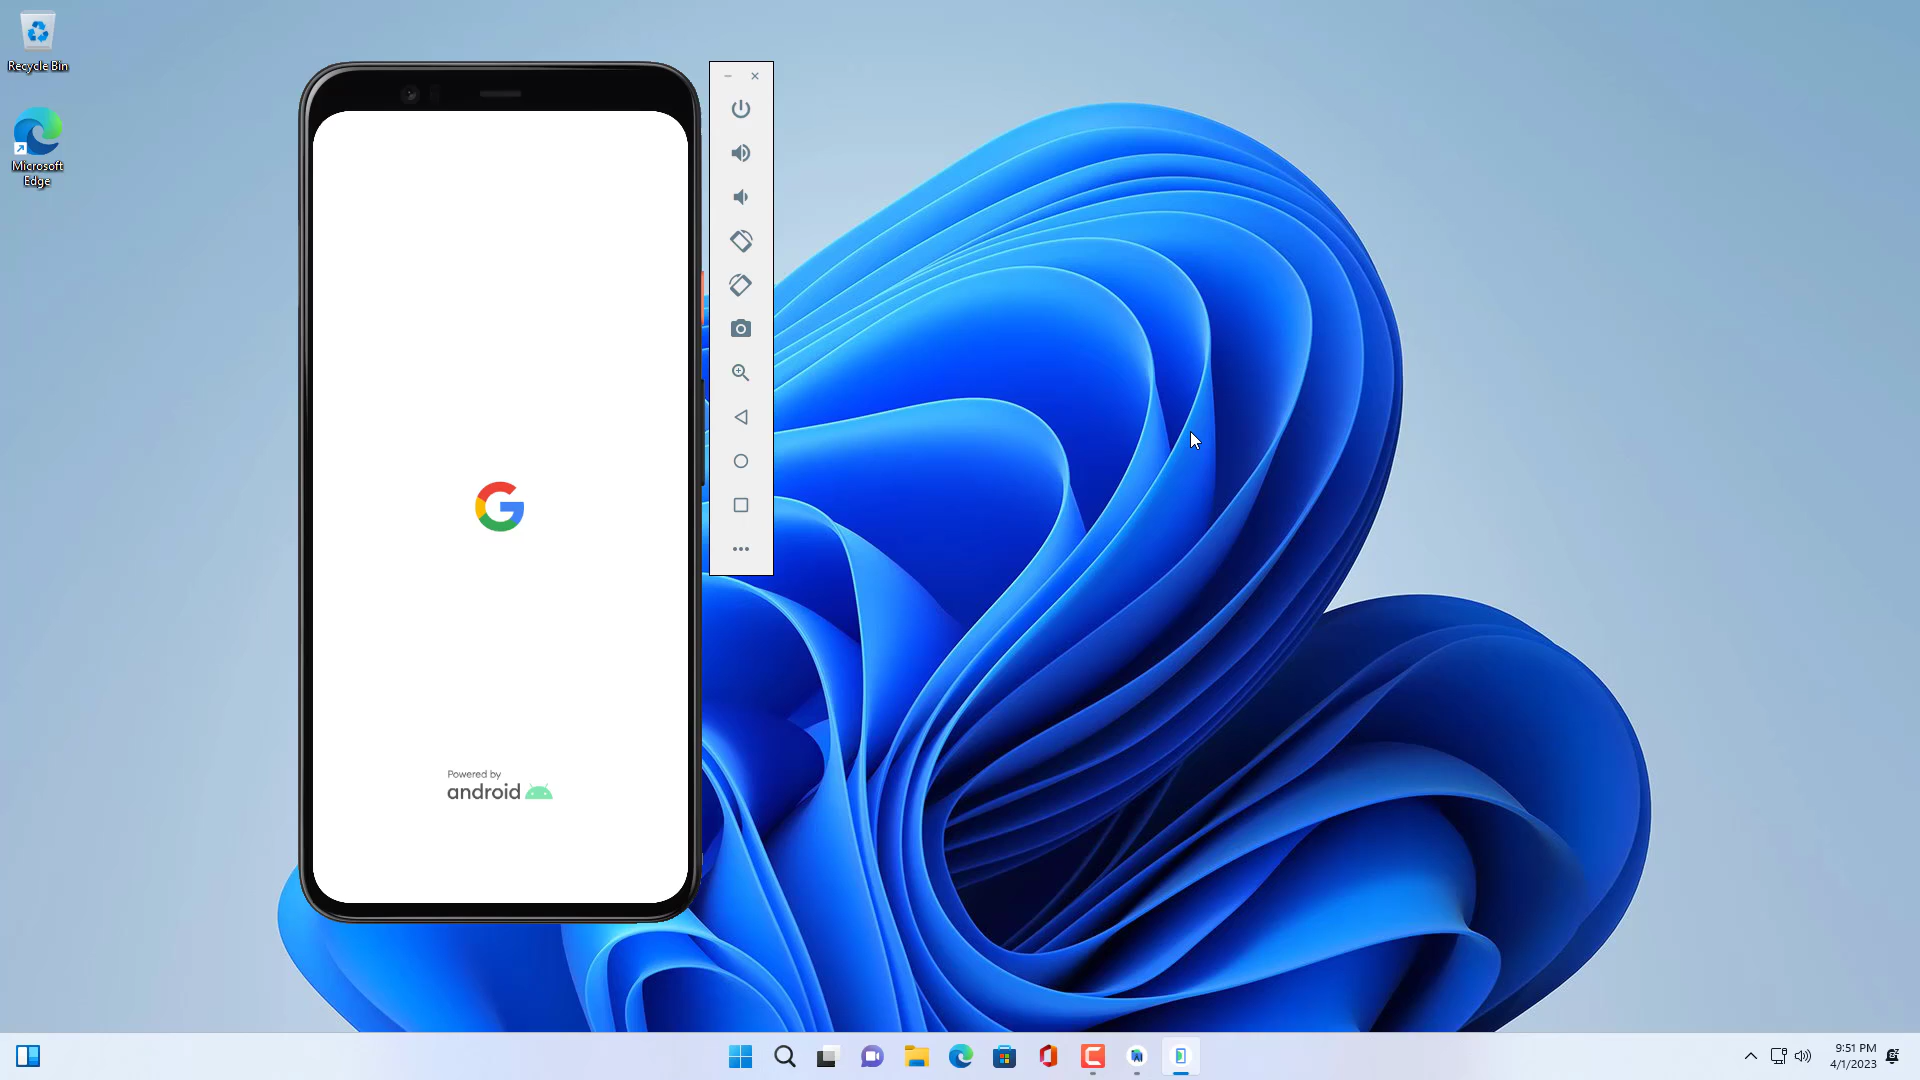 Recycle Bin
Microsoft
Edge
Powered by
android
9:51 PM
4/1/2023